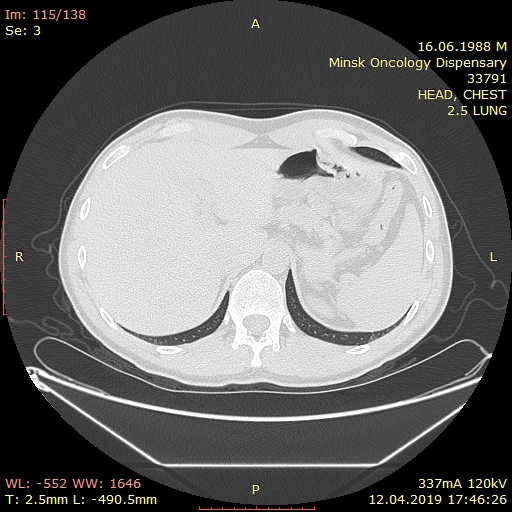 Im: 115/138
Se: 3
A
16.06.1988 M
Minsk Oncology Dispensary
33791
HEAD, CHEST
2.5 LUNG
R
L
WL: -552 WW: 1646
T: 2.5mm L: -490.5mm
P
337mA 120kV
12.04.2019 17:46:26